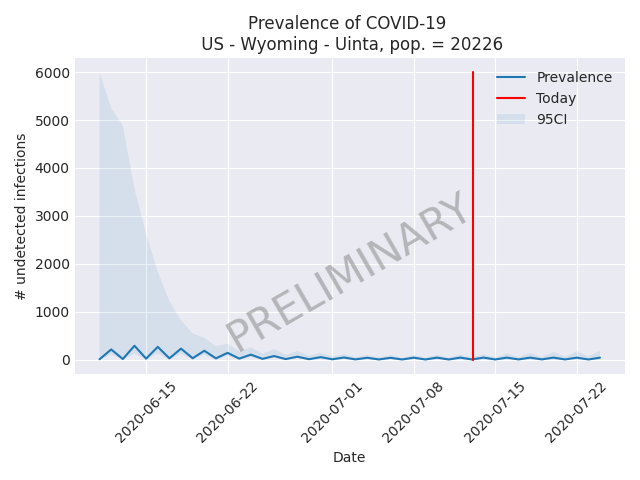 Prevalence of COVID-19
US - Wyoming - Uinta, pop. = 20226
6000
5000
4000
3000
2000
1000
0
# undetected infections
Prevalence
Today
95CI
PRELIMINARY
2020-06-15
2020-06-22
2020-07-01
2020-07-08
2020-07-15
2020-07-22
Date